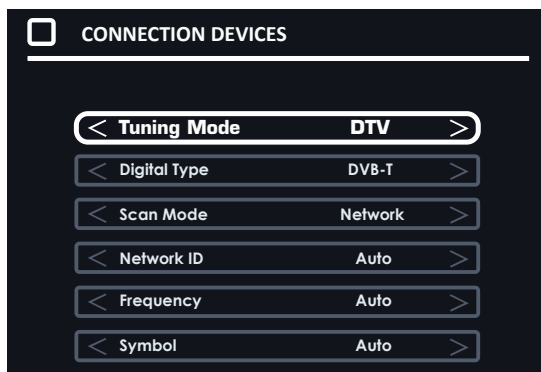 CONNECTION DEVICES
< Tuning Mode DTV >
< Digital Type DVB-T >
< Scan Mode Network >
< Network ID Auto >
< Frequency Auto >
< Symbol Auto >